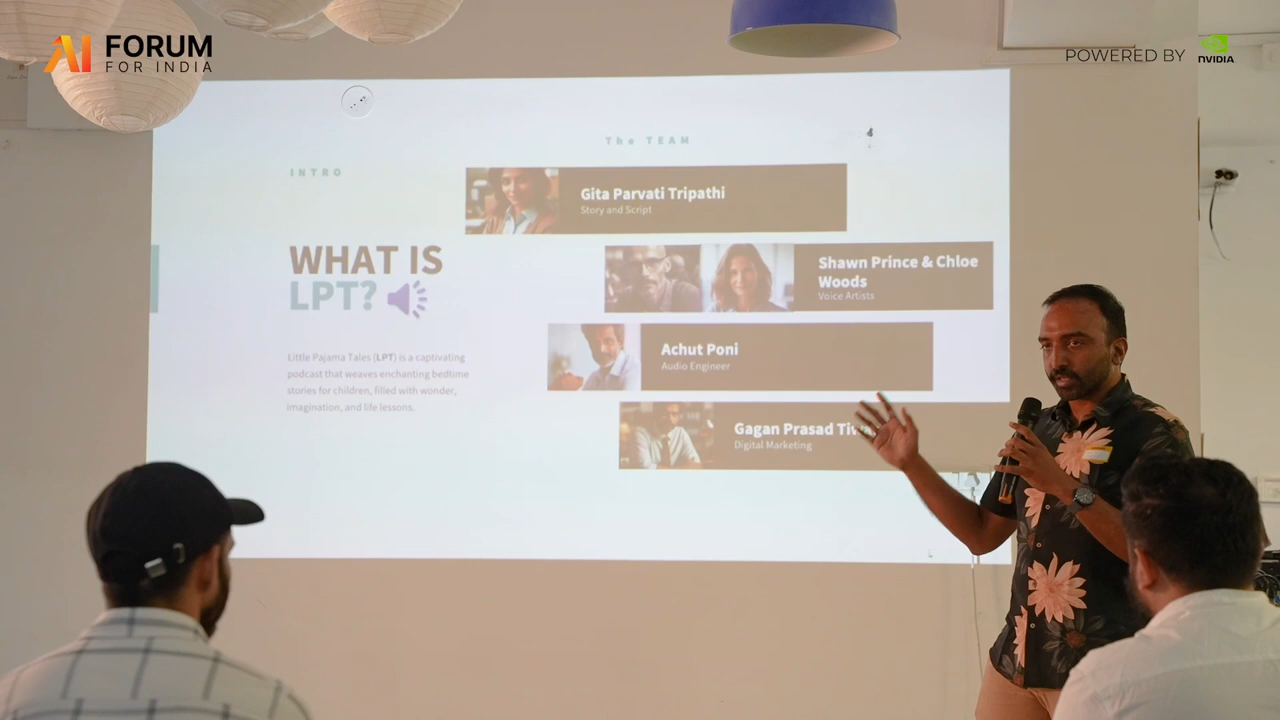 AI FORUM
FOR INDIA
POWERED BY
NVIDIA
The TEAM
INTRO
Gita Parvati Tripathi
Story and Script
WHAT IS
LPT?
Shawn Prince & Chloe
Woods
Voice Artists
Achut Poni
Audio Engineer
Little Pajama Tales (LPT) is a captivating
podcast that weaves enchanting bedtime
stories for children, filled with wonder,
imagination, and life lessons.
Gagan Prasad
Digital Marketing